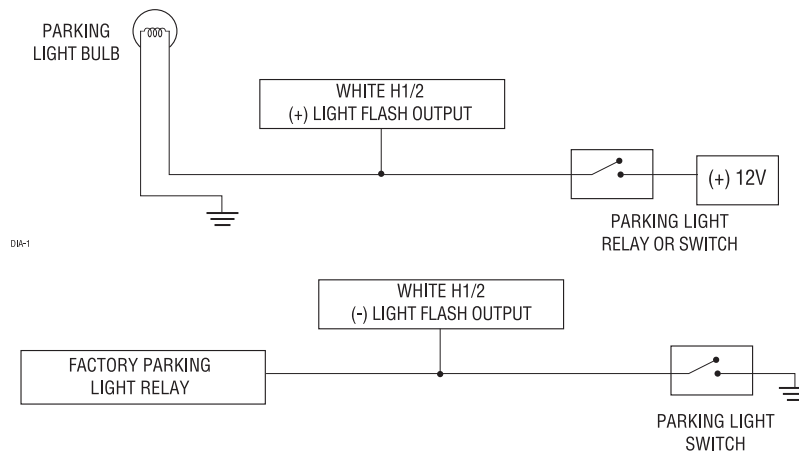 PARKING
LIGHT BULB
WHITE H1/2
(+) LIGHT FLASH OUTPUT
(+) 12V
PARKING LIGHT
RELAY OR SWITCH
DIA-1
WHITE H1/2
(-) LIGHT FLASH OUTPUT
FACTORY PARKING
LIGHT RELAY
PARKING LIGHT
SWITCH